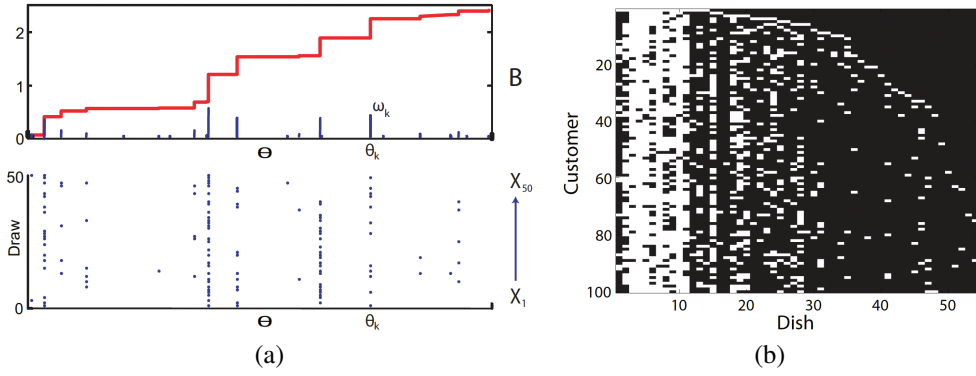 2
1
0
B
ω_k
Θ
θ_k
50
Draw
0
X_50
X_1
Θ
θ_k
(a)
Customer
20
40
60
80
100
10 20 30 40 50
Dish
(b)